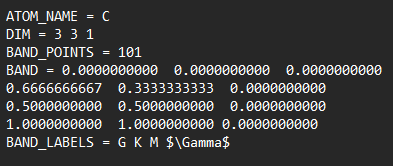 ATOM_NAME = C
DIM = 3 3 1
BAND_POINTS = 101
BAND = 0.0000000000  0.0000000000  0.0000000000
0.6666666667  0.3333333333  0.0000000000
0.5000000000  0.5000000000  0.0000000000
1.0000000000  1.0000000000 0.0000000000
BAND_LABELS = G K M $\Gamma$